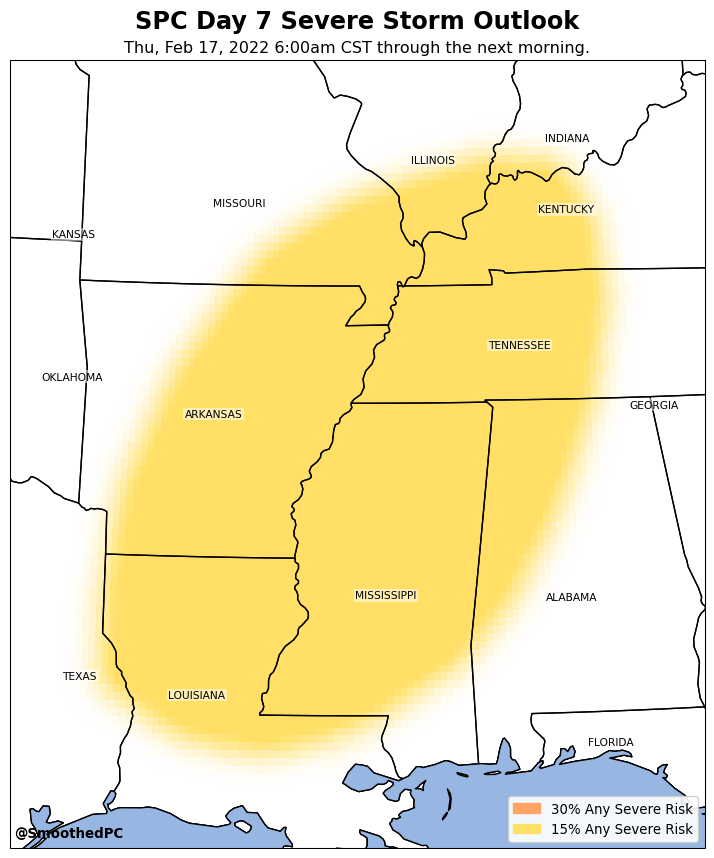 SPC Day 7 Severe Storm Outlook
Thu, Feb 17, 2022 6:00am CST through the next morning.
INDIANA
ILLINOIS
MISSOURI
KENTUCKY
KANSAS
TENNESSEE
OKLAHOMA
GEORGIA
ARKANSAS
MISSISSIPPI
ALABAMA
TEXAS
LOUISIANA
FLORIDA
30% Any Severe Risk
15% Any Severe Risk
@SmoothedPC